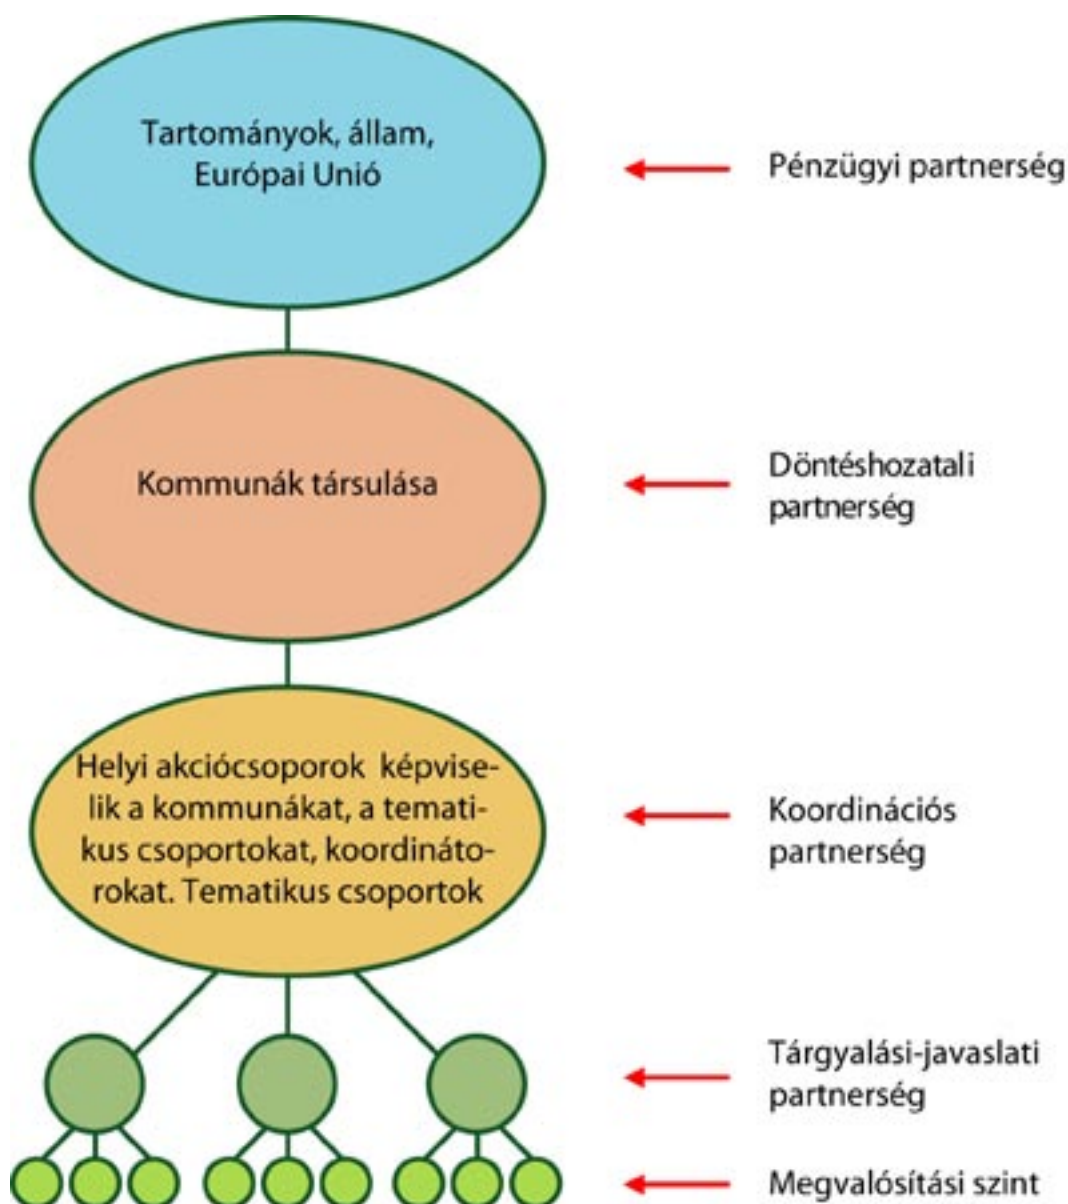 Tartományok, állam,
Európai Unió
Pénzügyi partnerség
Kommunák társulása
Döntéshozatali
partnerség
Helyi akciócsoporok képvise-
lik a kommunákat, a temati-
kus csoportokat, koordináto-
rokat. Tematikus csoportok
Koordinációs
partnerség
Tárgyalási-javaslati
partnerség
Megvalósítási szint